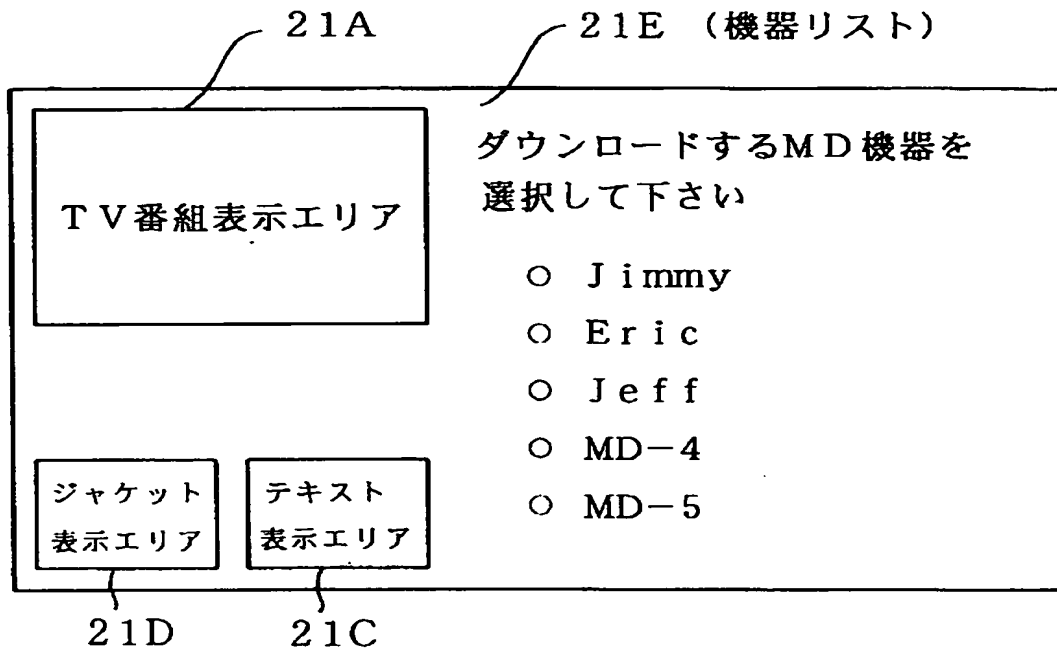 21A
21E （機器リスト）
TV番組表示エリア
ダウンロードするMD機器を
選択して下さい
○ Jimmy
○ Eric
○ Jeff
○ MD－4
○ MD－5
ジャケット
表示エリア
テキスト
表示エリア
21D
21C